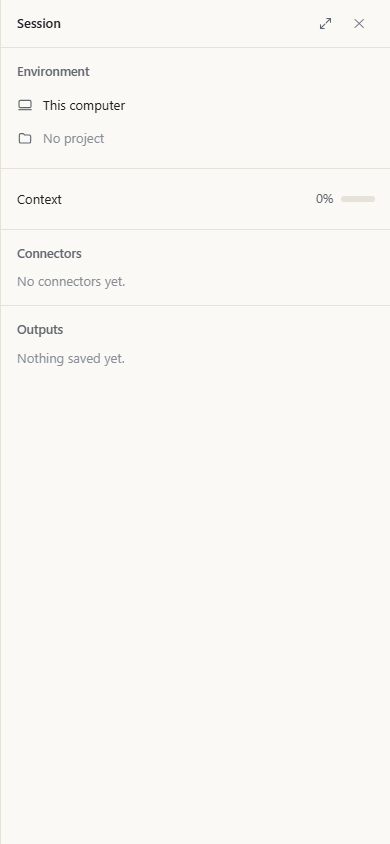 Session
Environment
This computer
No project
Context 0%
Connectors
No connectors yet.
Outputs
Nothing saved yet.